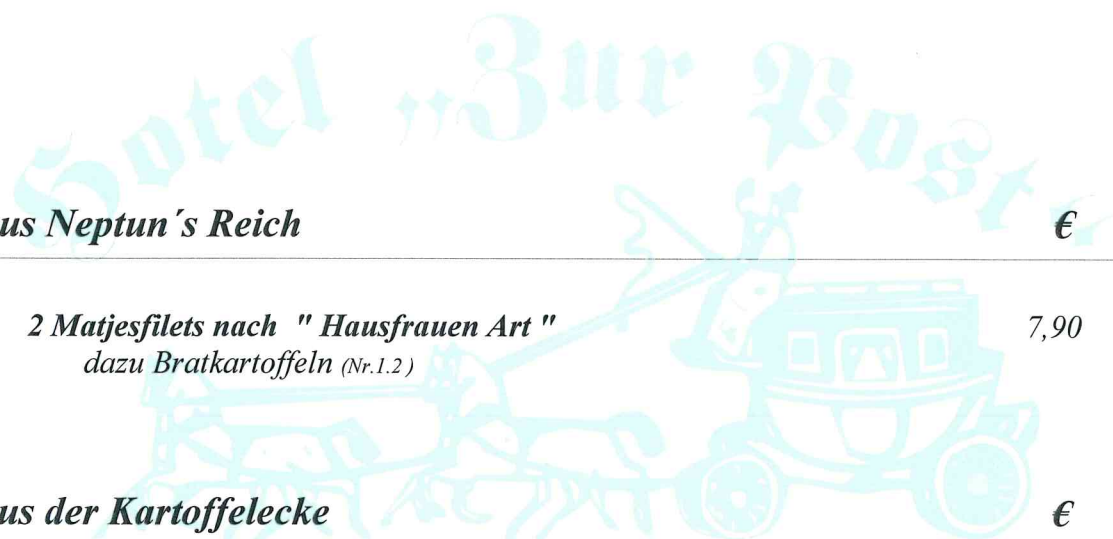 Hotel „Zur Post“
us Neptun´s Reich €
2 Matjesfilets nach " Hausfrauen Art " 7,90
dazu Bratkartoffeln (Nr.1.2 )
us der Kartoffelecke €